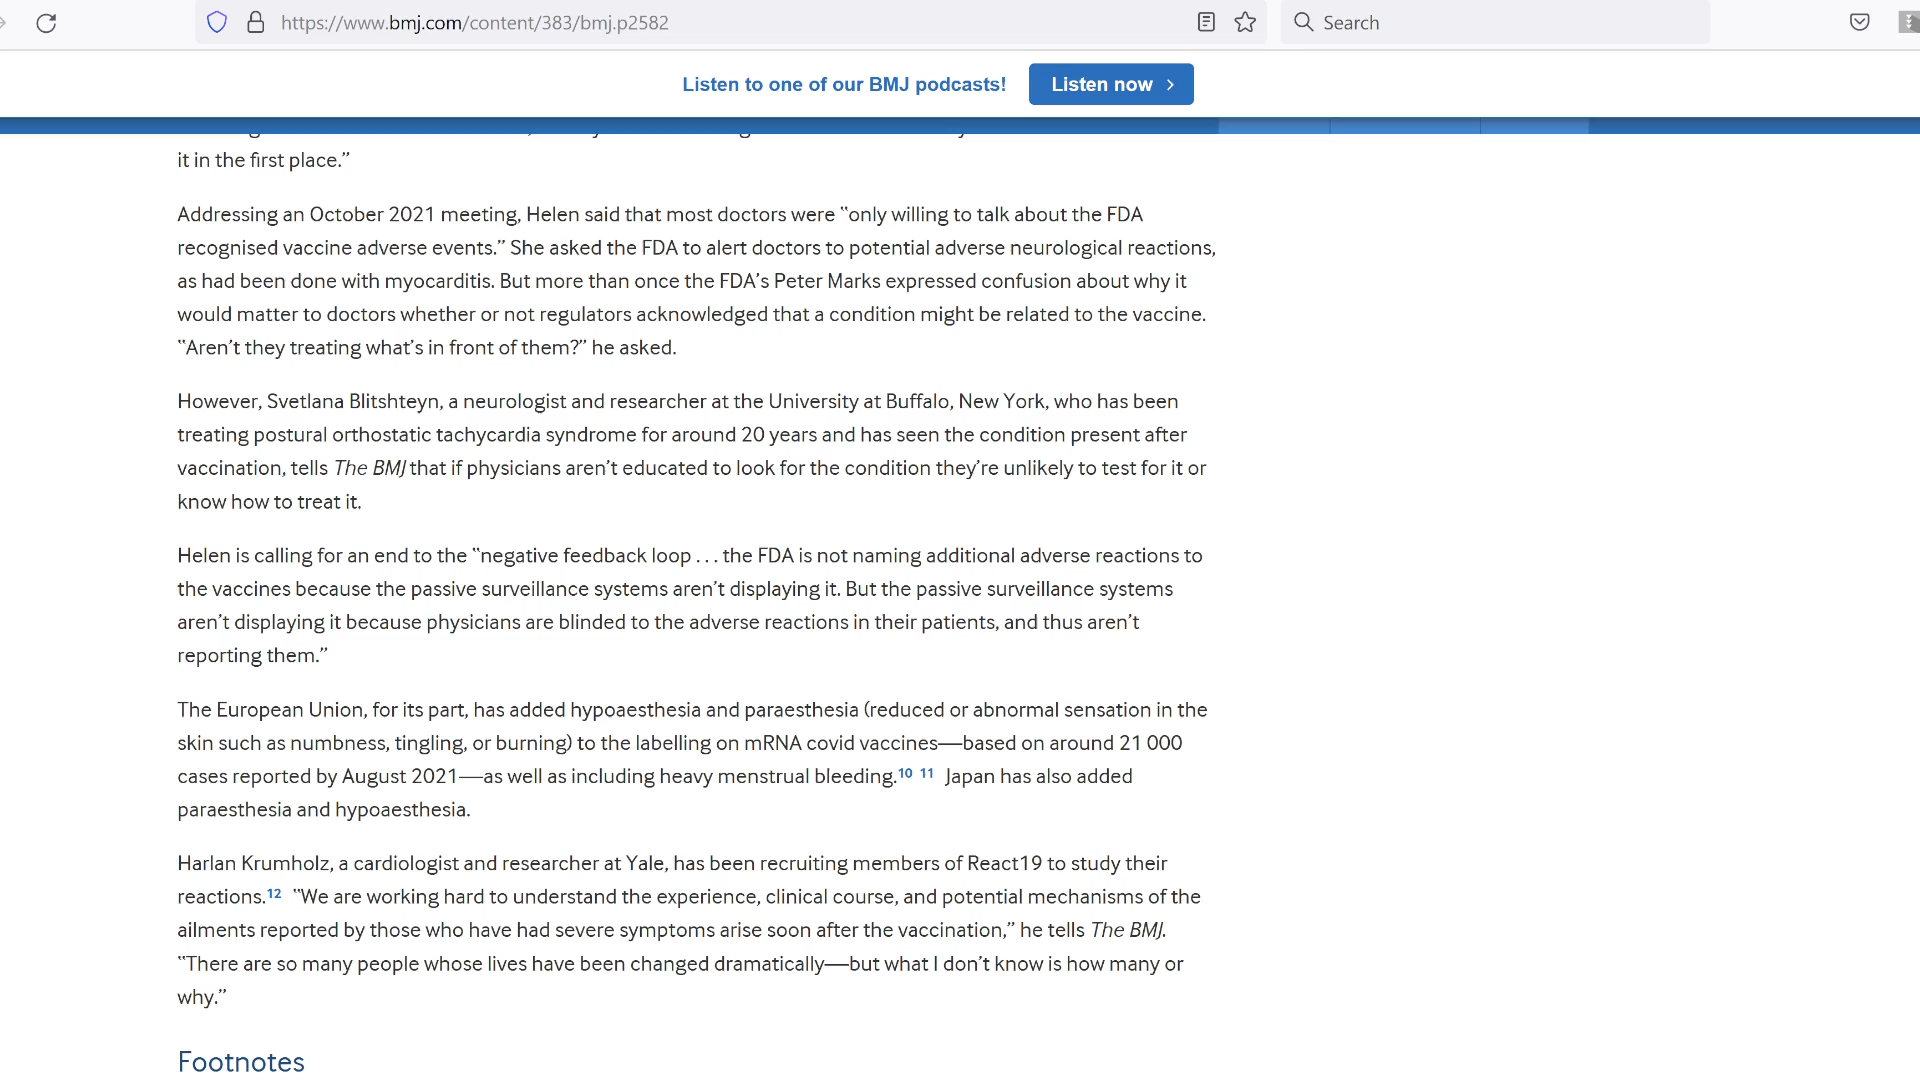 https://www.bmj.com/content/383/bmj.p2582
Search
Listen to one of our BMJ podcasts!
Listen now
it in the first place.”
Addressing an October 2021 meeting, Helen said that most doctors were “only willing to talk about the FDA
recognised vaccine adverse events.” She asked the FDA to alert doctors to potential adverse neurological reactions,
as had been done with myocarditis. But more than once the FDA’s Peter Marks expressed confusion about why it
would matter to doctors whether or not regulators acknowledged that a condition might be related to the vaccine.
“Aren’t they treating what’s in front of them?” he asked.
However, Svetlana Blitshteyn, a neurologist and researcher at the University at Buffalo, New York, who has been
treating postural orthostatic tachycardia syndrome for around 20 years and has seen the condition present after
vaccination, tells The BMJ that if physicians aren’t educated to look for the condition they’re unlikely to test for it or
know how to treat it.
Helen is calling for an end to the “negative feedback loop . . . the FDA is not naming additional adverse reactions to
the vaccines because the passive surveillance systems aren’t displaying it. But the passive surveillance systems
aren’t displaying it because physicians are blinded to the adverse reactions in their patients, and thus aren’t
reporting them.”
The European Union, for its part, has added hypoaesthesia and paraesthesia (reduced or abnormal sensation in the
skin such as numbness, tingling, or burning) to the labelling on mRNA covid vaccines—based on around 21 000
cases reported by August 2021—as well as including heavy menstrual bleeding.10 11 Japan has also added
paraesthesia and hypoaesthesia.
Harlan Krumholz, a cardiologist and researcher at Yale, has been recruiting members of React19 to study their
reactions.12 “We are working hard to understand the experience, clinical course, and potential mechanisms of the
ailments reported by those who have had severe symptoms arise soon after the vaccination,” he tells The BMJ.
“There are so many people whose lives have been changed dramatically—but what I don’t know is how many or
why.”
Footnotes